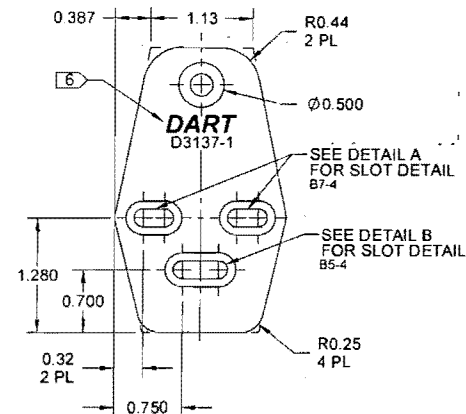 0.387
1.13
R0.44
2 PL
6
Ø0.500
DART
D3137-1
SEE DETAIL A
FOR SLOT DETAIL
B7-4
SEE DETAIL B
FOR SLOT DETAIL
B5-4
1.280
0.700
0.32
2 PL
R0.25
4 PL
0.750